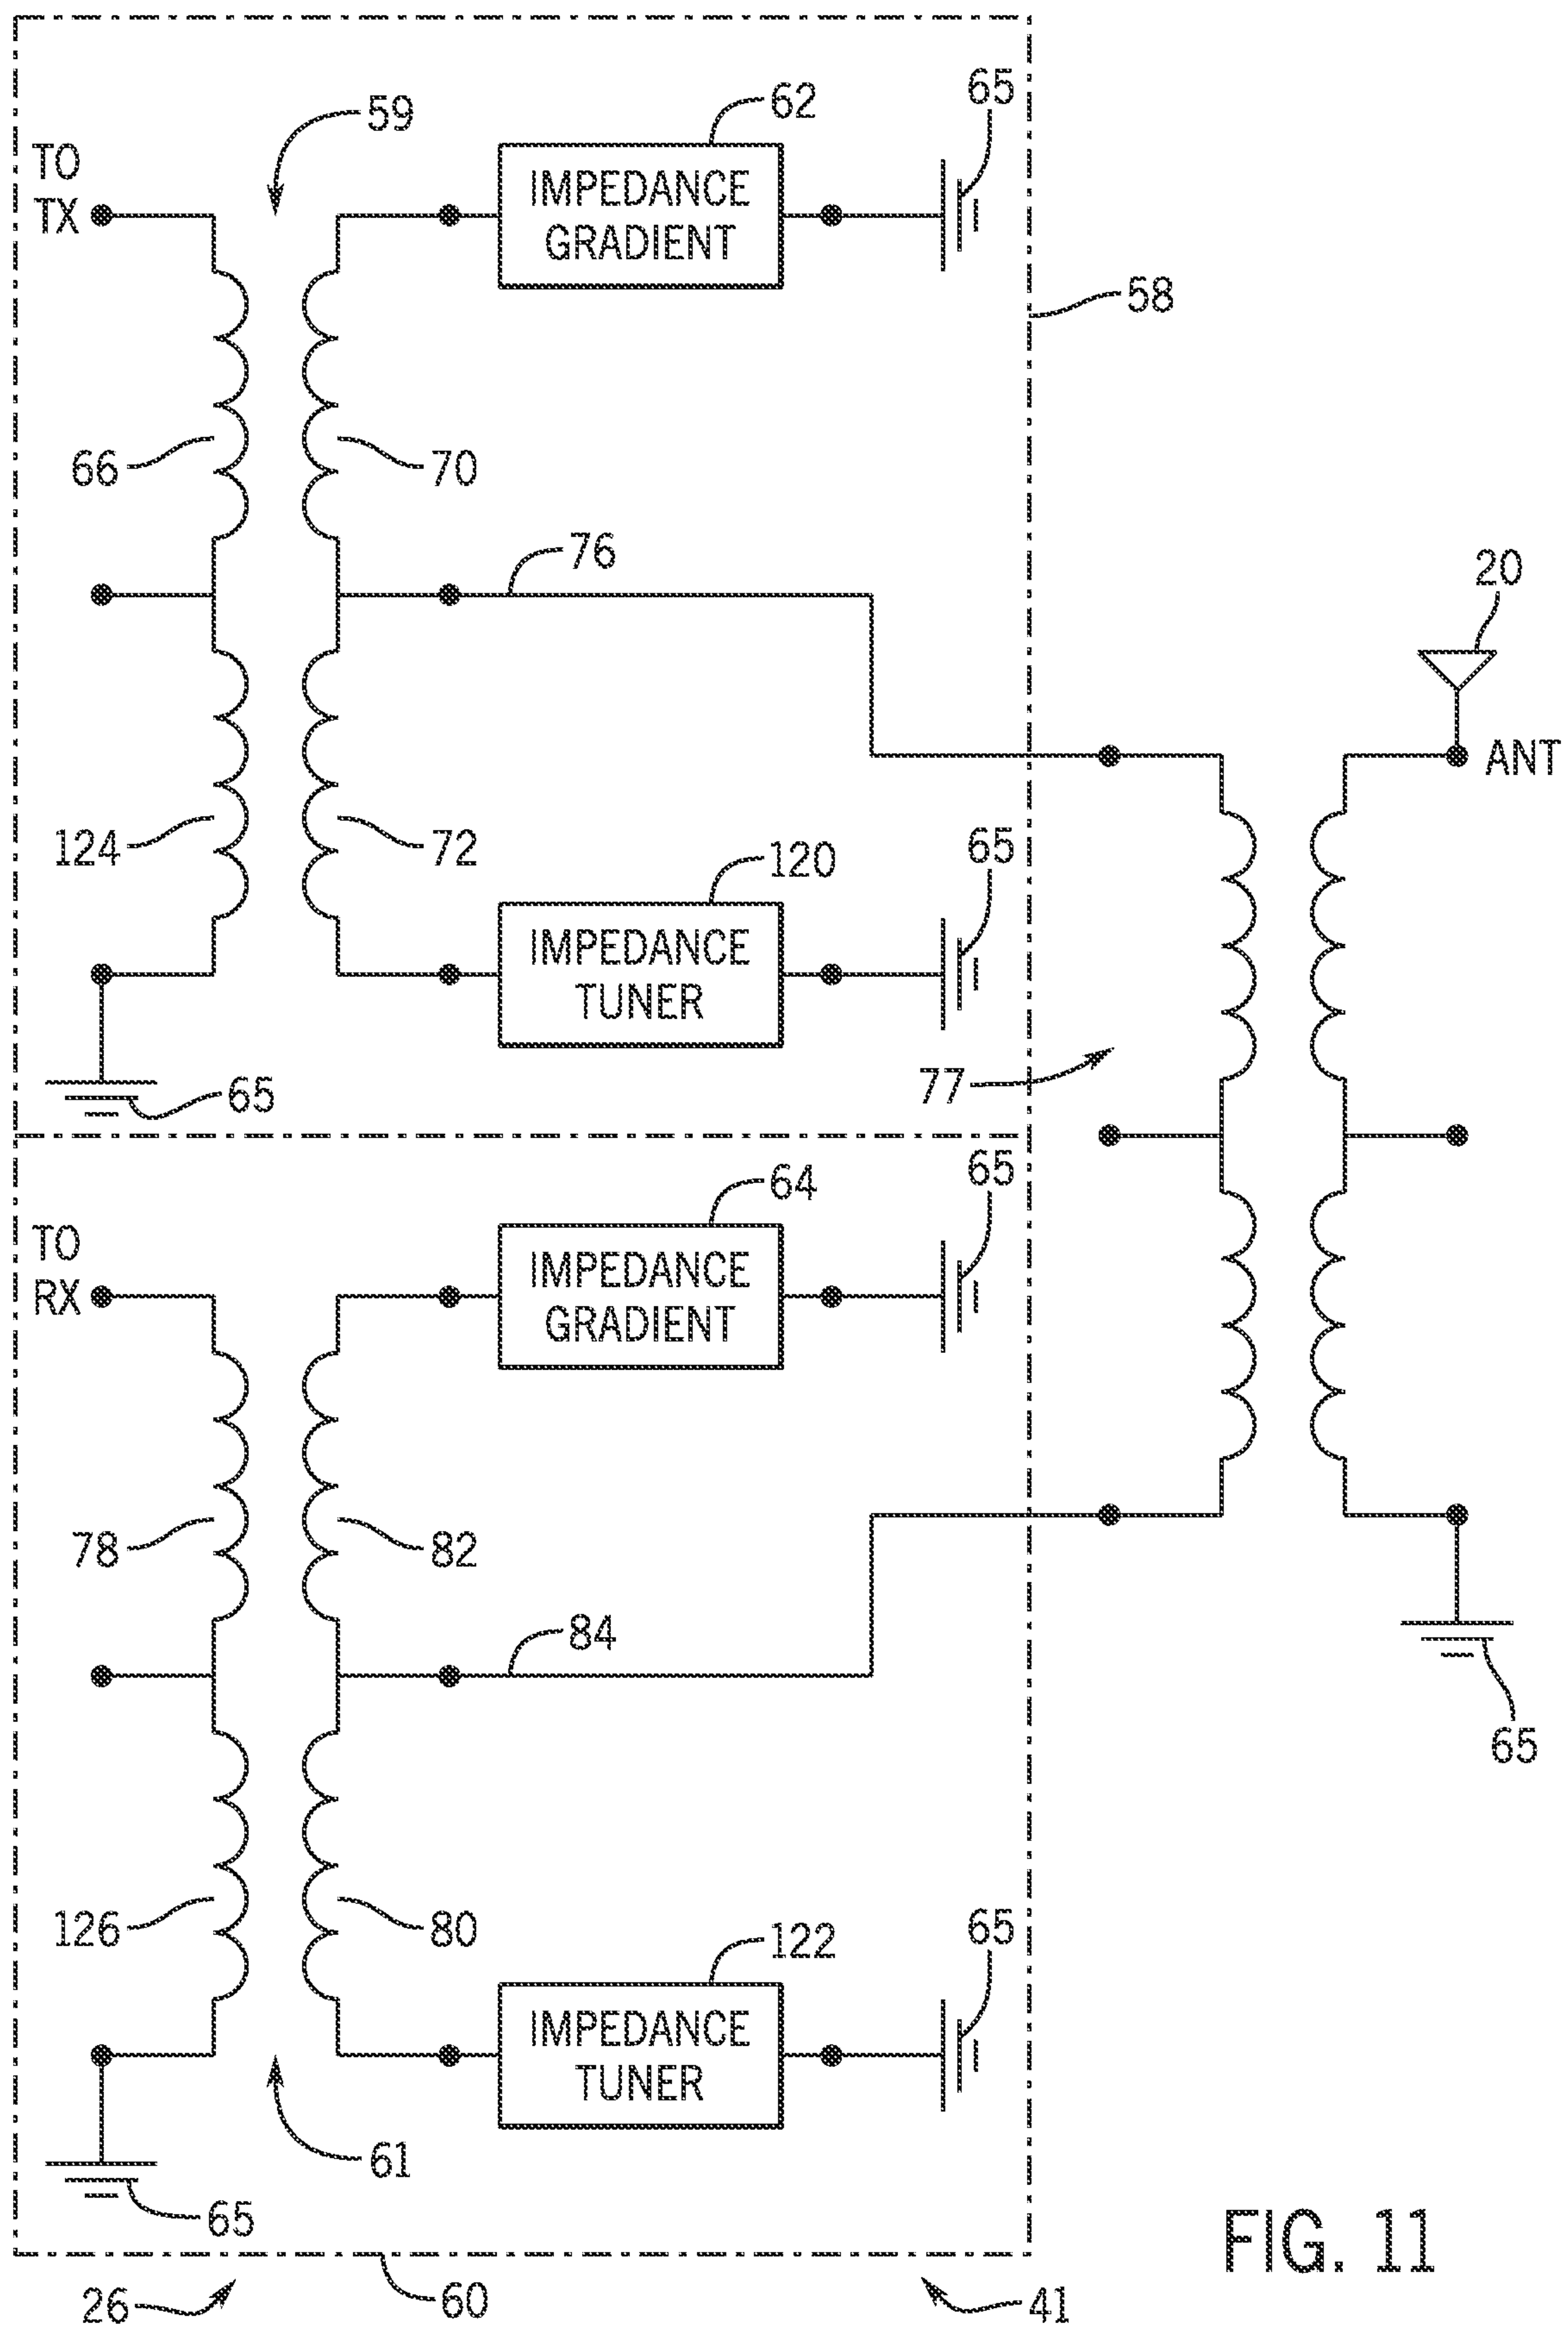 59
62
65
TO
TX
IMPEDANCE
GRADIENT
58
66
70
76
20
ANT
124
72
120
65
IMPEDANCE
TUNER
77
65
64
65
TO
RX
IMPEDANCE
GRADIENT
78
82
84
65
126
80
122
65
IMPEDANCE
TUNER
61
65
FIG. 11
26
60
41